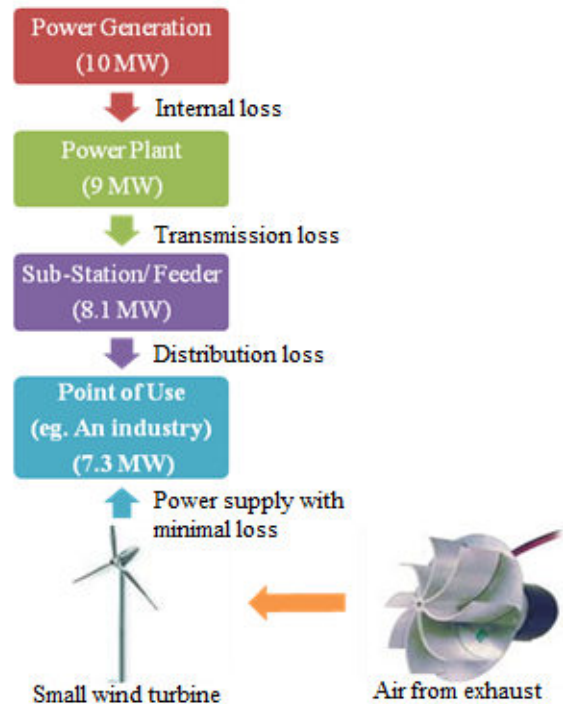 Power Generation
(10 MW)
Internal loss
Power Plant
(9 MW)
Transmission loss
Sub-Station/ Feeder
(8.1 MW)
Distribution loss
Point of Use
(eg. An industry)
(7.3 MW)
Power supply with
minimal loss
Small wind turbine
Air from exhaust